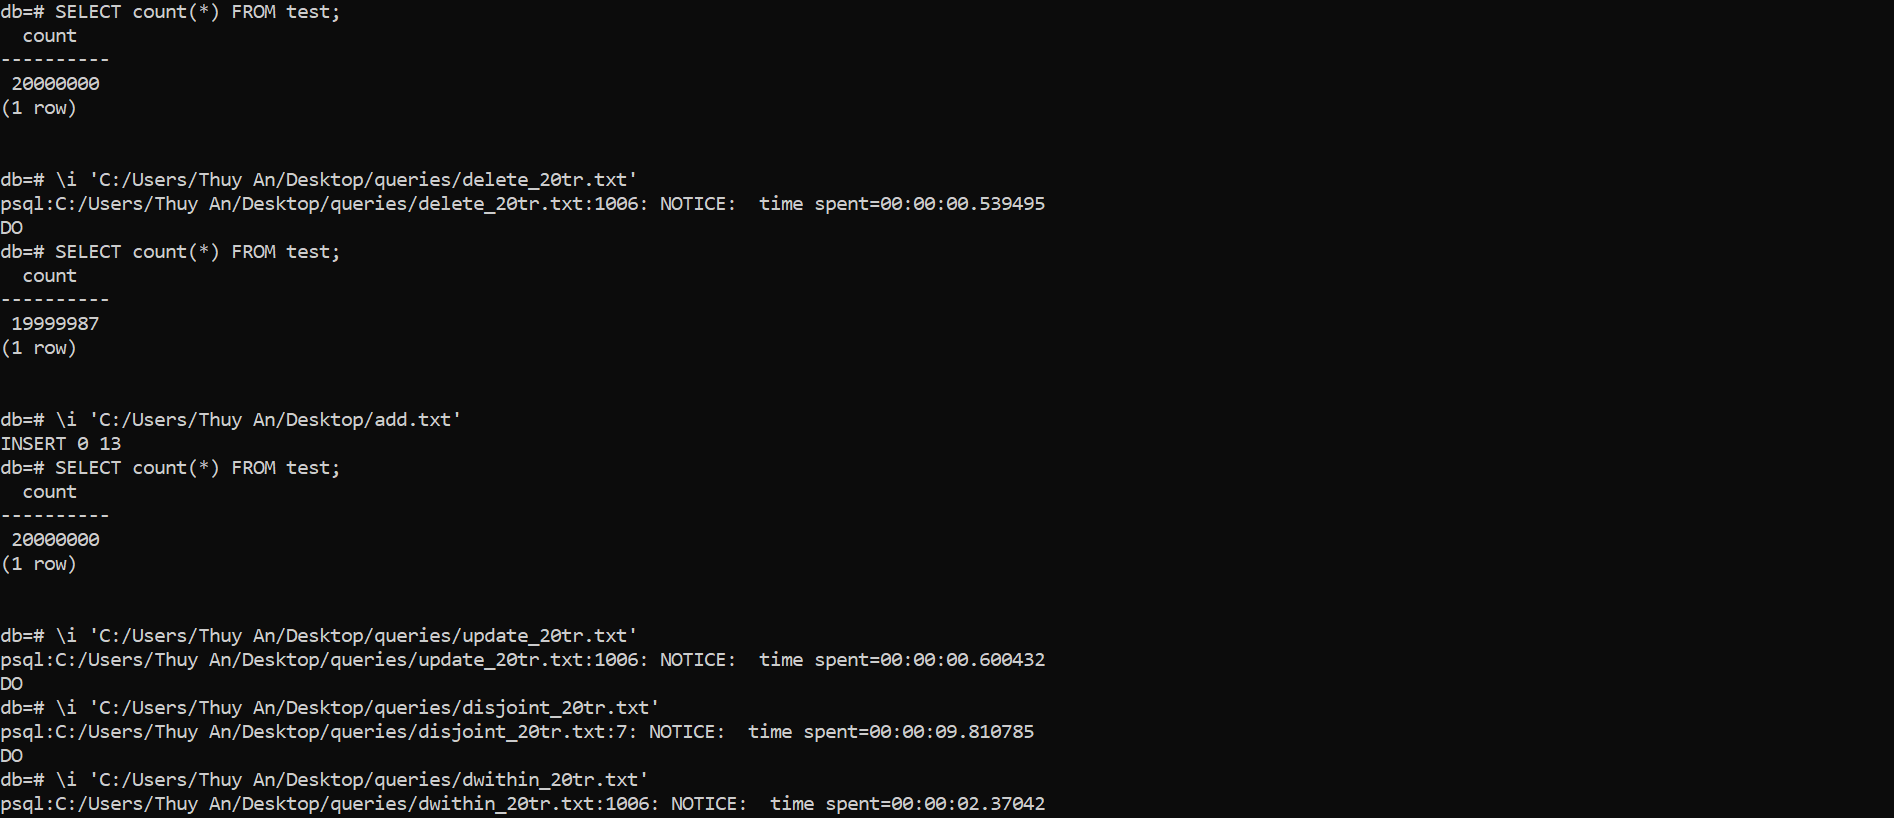 db=# SELECT count(*) FROM test;
  count
----------
 20000000
(1 row)
db=# \i 'C:/Users/Thuy An/Desktop/queries/delete_20tr.txt'
psql:C:/Users/Thuy An/Desktop/queries/delete_20tr.txt:1006: NOTICE:  time spent=00:00:00.539495
DO
db=# SELECT count(*) FROM test;
  count
----------
 19999987
(1 row)
db=# \i 'C:/Users/Thuy An/Desktop/add.txt'
INSERT 0 13
db=# SELECT count(*) FROM test;
  count
----------
 20000000
(1 row)
db=# \i 'C:/Users/Thuy An/Desktop/queries/update_20tr.txt'
psql:C:/Users/Thuy An/Desktop/queries/update_20tr.txt:1006: NOTICE:  time spent=00:00:00.600432
DO
db=# \i 'C:/Users/Thuy An/Desktop/queries/disjoint_20tr.txt'
psql:C:/Users/Thuy An/Desktop/queries/disjoint_20tr.txt:7: NOTICE:  time spent=00:00:09.810785
DO
db=# \i 'C:/Users/Thuy An/Desktop/queries/dwithin_20tr.txt'
psql:C:/Users/Thuy An/Desktop/queries/dwithin_20tr.txt:1006: NOTICE:  time spent=00:00:02.37042